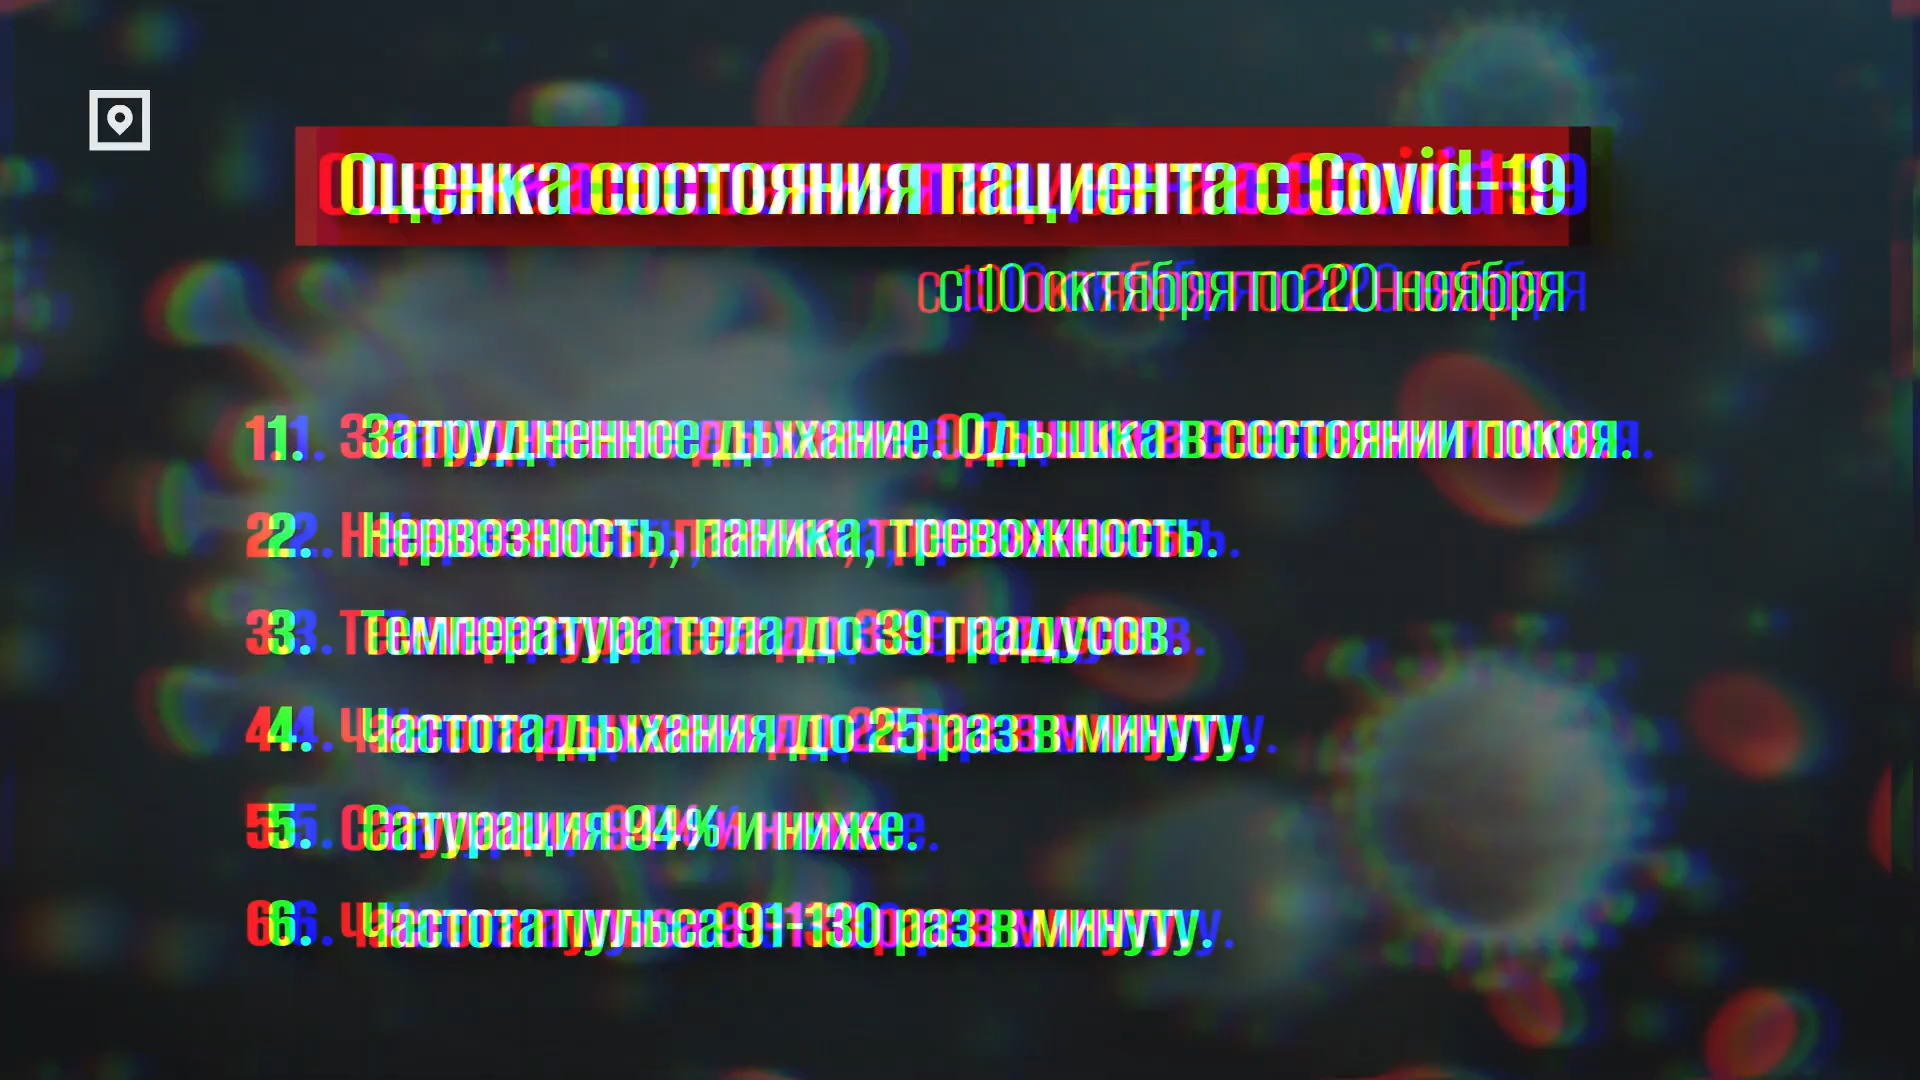 Оценка состояния пациента с Covid-19
с 10 октября по 20 ноября
1. Затрудненное дыхание. Одышка в состоянии покоя.
2. Нервозность, паника, тревожность.
3. Температура тела до 39 градусов.
4. Частота дыхания до 25 раз в минуту.
5. Сатурация 94% и ниже.
6. Частота пульса 91-130 раз в минуту.